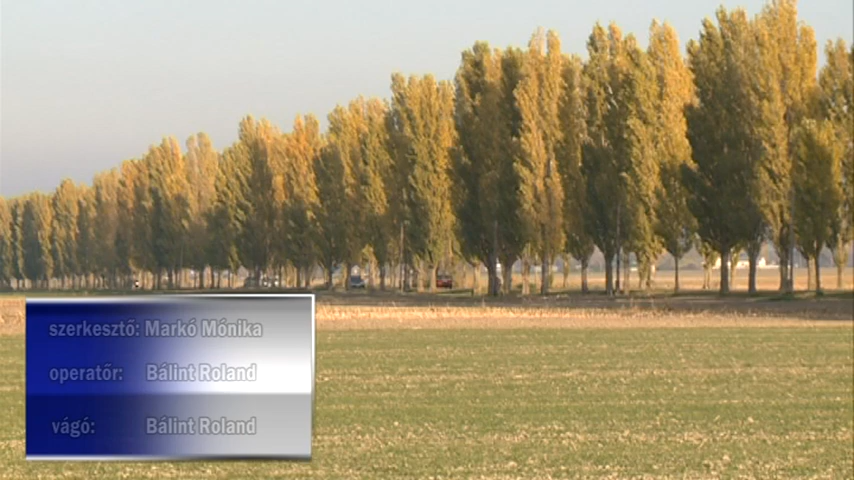 szerkesztő: Markó Mónika
operatőr: Bálint Roland
vágó: Bálint Roland